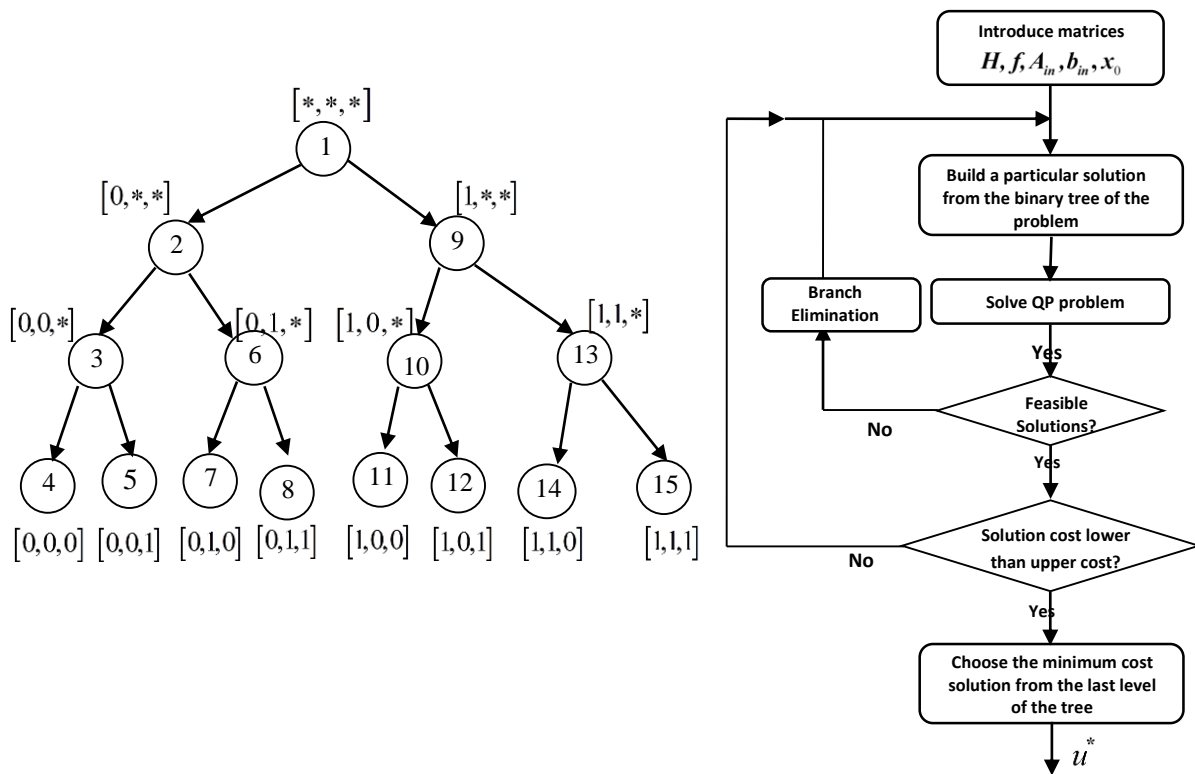 [*,*,*]
1
[0,*,*]
[1,*,*]
2
9
[0,0,*]
[0,1,*]
[1,0,*]
[1,1,*]
3
6
10
13
4
5
7
8
11
12
14
15
[0,0,0]
[0,0,1]
[0,1,0]
[0,1,1]
[1,0,0]
[1,0,1]
[1,1,0]
[1,1,1]
Introduce matrices
H, f, A_in, b_in, x_0
Build a particular solution
from the binary tree of the
problem
Branch
Elimination
Solve QP problem
Yes
Feasible
Solutions?
No
Yes
Solution cost lower
than upper cost?
No
Yes
Choose the minimum cost
solution from the last level
of the tree
u*